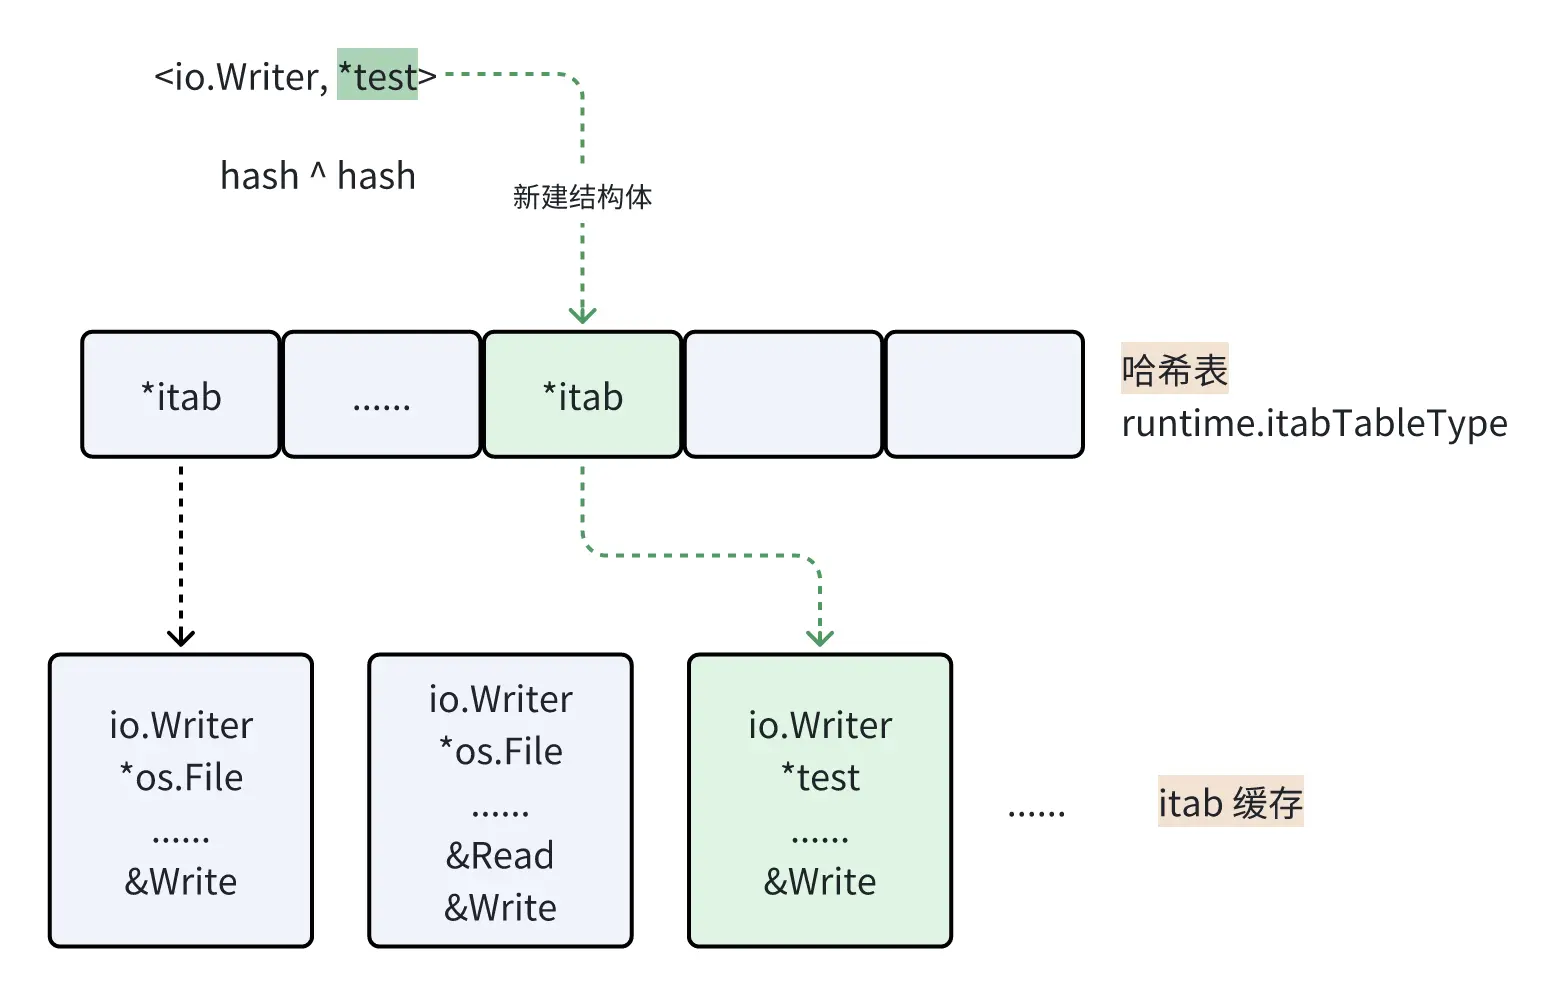 <io.Writer, *test>
hash ^ hash
新建结构体
*itab
......
*itab
哈希表
runtime.itabTableType
io.Writer
*os.File
......
&Write
io.Writer
*os.File
......
&Read
&Write
io.Writer
*test
......
&Write
......
itab 缓存